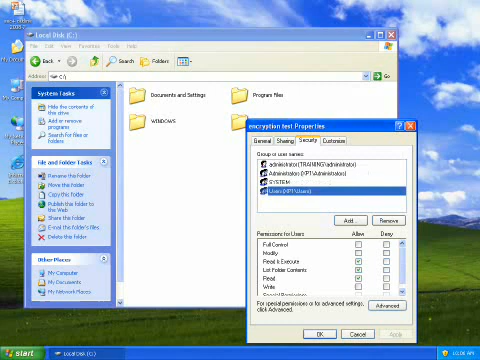 Local Disk (C:)
File Edit View Favorites Tools Help
Back Search Folders
Address C:\ Go
System Tasks
Hide the contents of this drive
Add or remove programs
Search for files or folders
File and Folder Tasks
Rename this folder
Move this folder
Copy this folder
Publish this folder to the Web
Share this folder
E-mail this folder's files
Delete this folder
Other Places
My Computer
My Documents
My Network Places
Documents and Settings
Program Files
WINDOWS
encryption test Properties
General Sharing Security Customize
Group or user names:
administrator (TRAINING\administrator)
Administrators (XP1\Administrators)
SYSTEM
Users (XP1\Users)
Add... Remove
Permissions for Users Allow Deny
Full Control
Modify
Read & Execute
List Folder Contents
Read
Write
Special Permissions
For special permissions or for advanced settings,
click Advanced.
Advanced
OK Cancel Apply
start Local Disk (C:) 10:06 AM